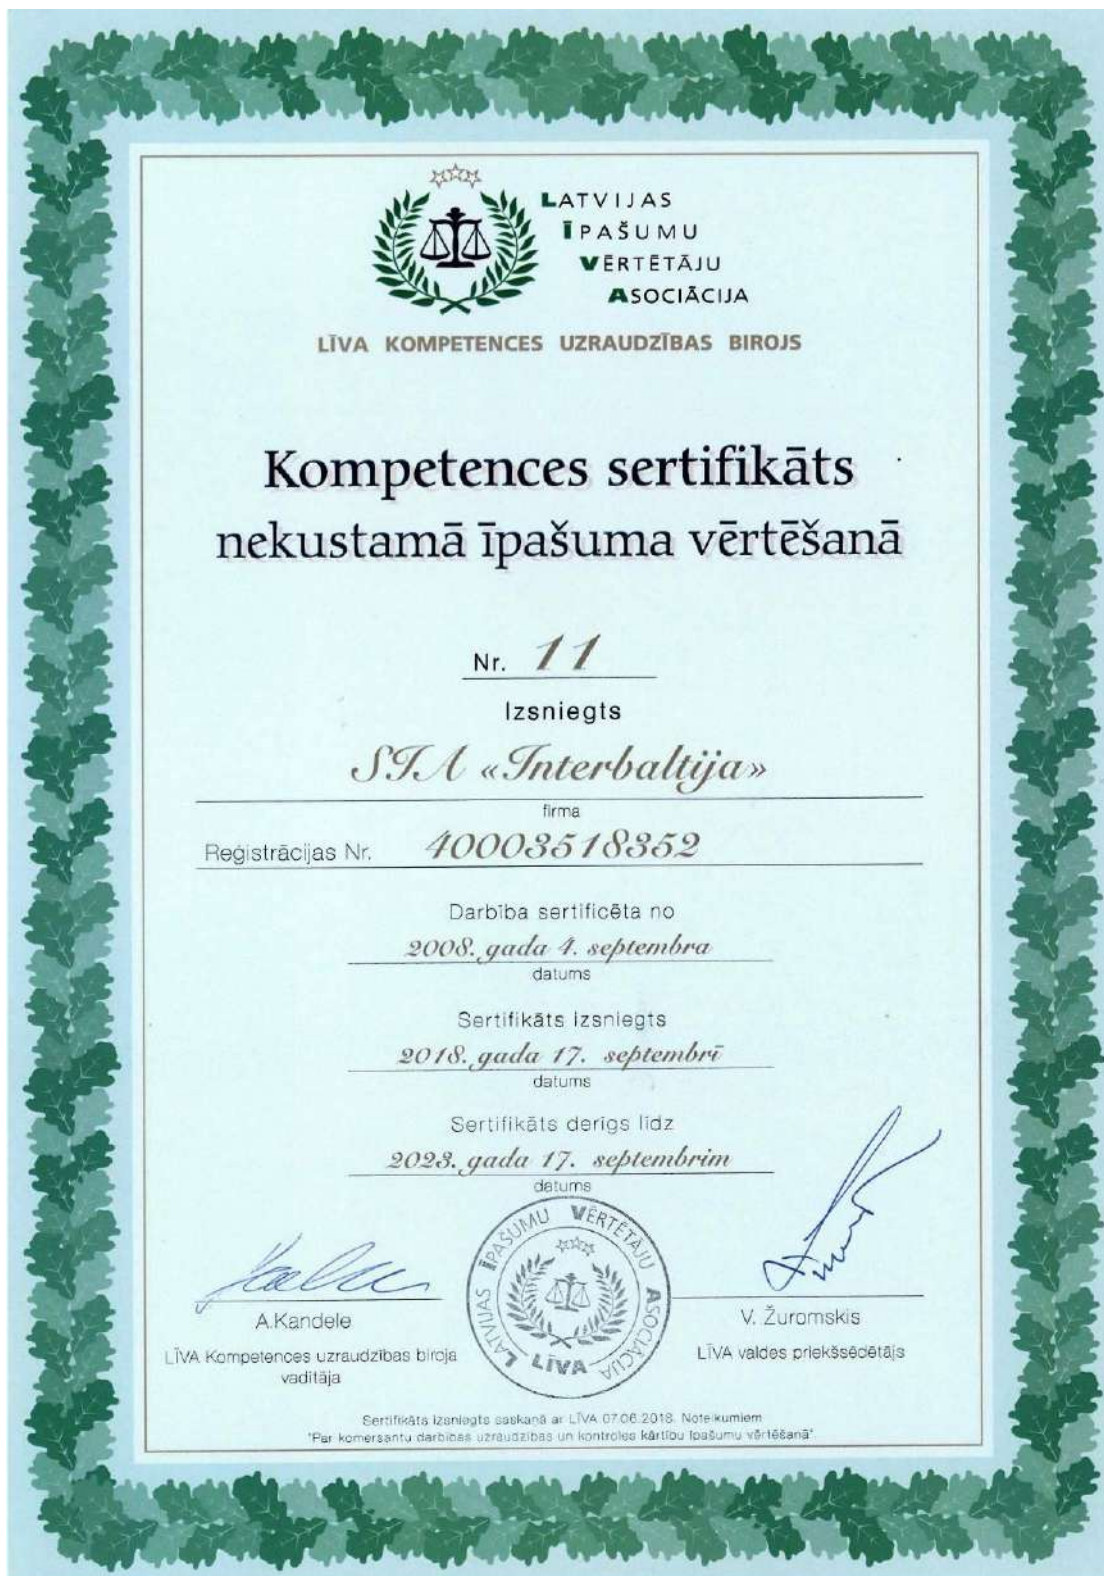 LATVIJAS
ĪPAŠUMU
VĒRTĒTĀJU
ASOCIĀCIJA
LĪVA KOMPETENCES UZRAUDZĪBAS BIROJS
Kompetences sertifikāts
nekustamā īpašuma vērtēšanā
Nr. 11
Izsniegts
SIA «Interbaltija»
firma
Reģistrācijas Nr. 40003518352
Darbība sertificēta no
2008. gada 4. septembra
datums
Sertifikāts izsniegts
2018. gada 17. septembrī
datums
Sertifikāts derīgs līdz
2023. gada 17. septembrim
datums
LATVIJAS ĪPAŠUMU VĒRTĒTĀJU ASOCIĀCIJA
LĪVA
A.Kandele
LĪVA Kompetences uzraudzības biroja
vadītāja
V. Žuromskis
LĪVA valdes priekšsēdētājs
Sertifikāts izsniegts saskaņā ar LĪVA 07.06.2018. Noteikumiem
"Par komersantu darbības uzraudzības un kontroles kārtību īpašumu vērtēšanā".